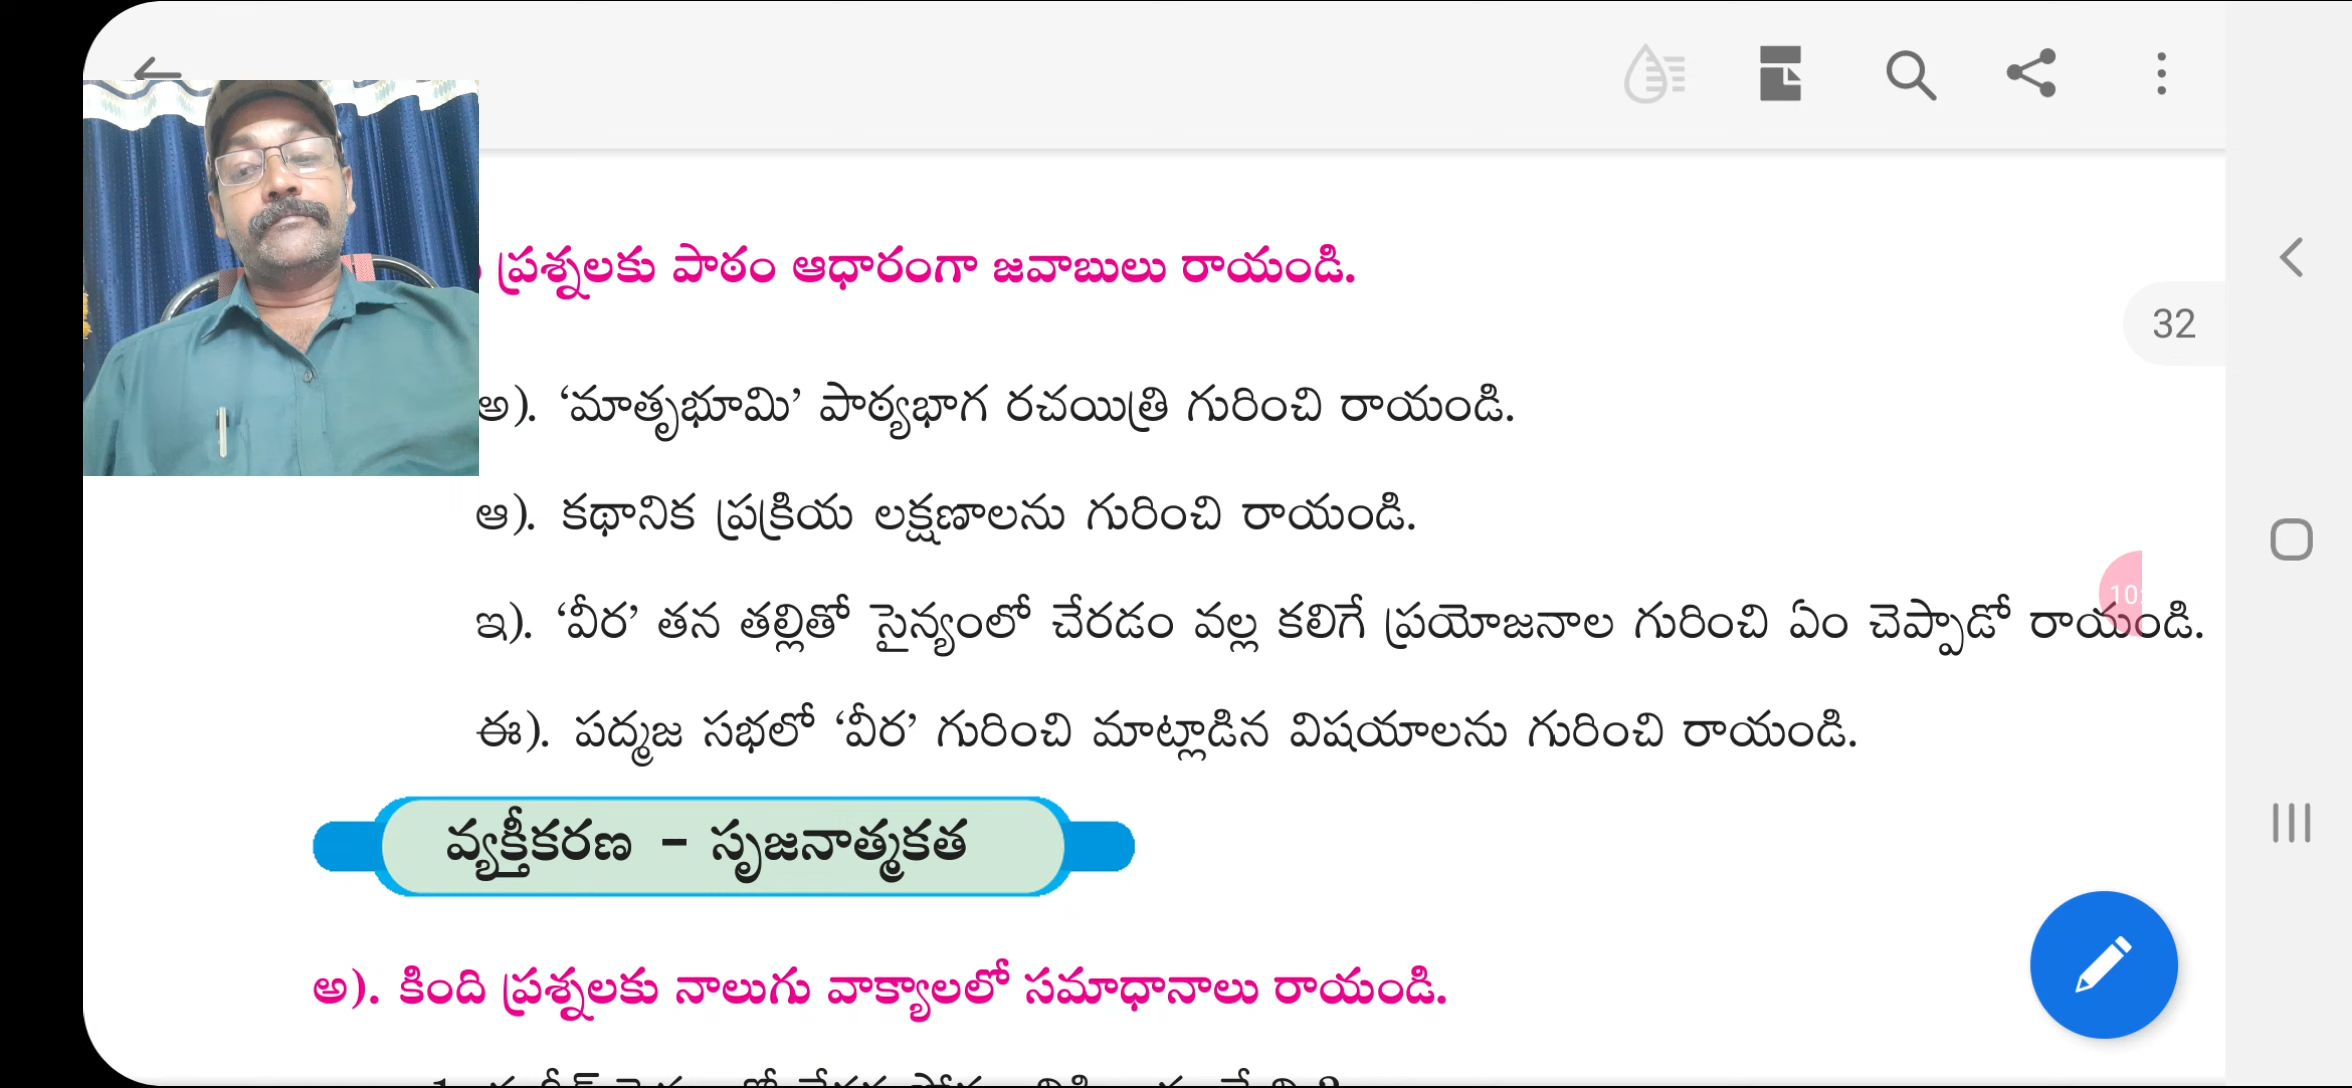 ప్రశ్నలకు పాఠం ఆధారంగా జవాబులు రాయండి.
32
అ). ‘మాతృభూమి’ పాఠ్యభాగ రచయిత్రి గురించి రాయండి.
ఆ). కథానిక ప్రక్రియ లక్షణాలను గురించి రాయండి.
10:
ఇ). ‘వీర’ తన తల్లితో సైన్యంలో చేరడం వల్ల కలిగే ప్రయోజనాల గురించి ఏం చెప్పాడో రాయండి.
ఈ). పద్మజ సభలో ‘వీర’ గురించి మాట్లాడిన విషయాలను గురించి రాయండి.
వ్యక్తీకరణ - సృజనాత్మకత
అ). కింది ప్రశ్నలకు నాలుగు వాక్యాలలో సమాధానాలు రాయండి.